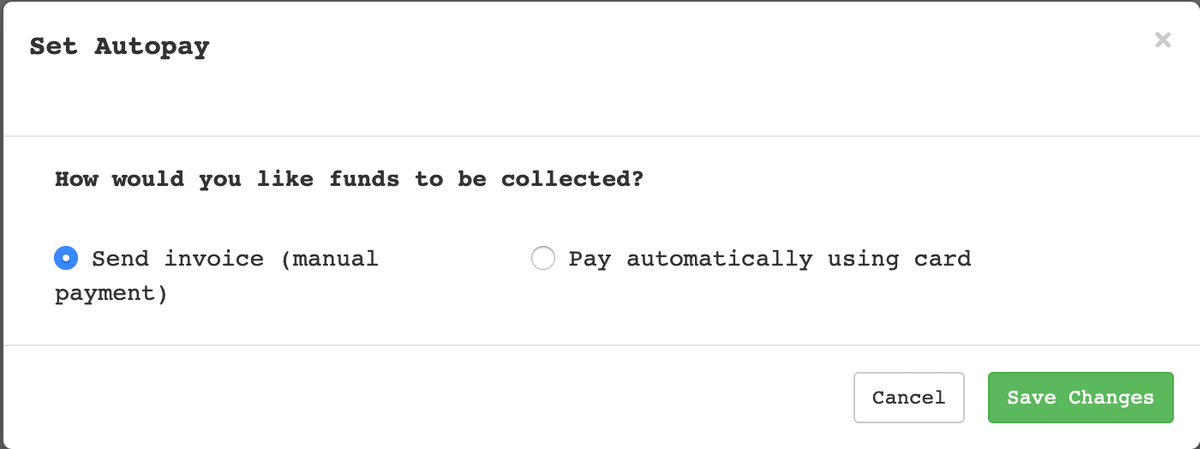 Set Autopay
×
How would you like funds to be collected?
Send invoice (manual
payment)
Pay automatically using card
Cancel
Save Changes